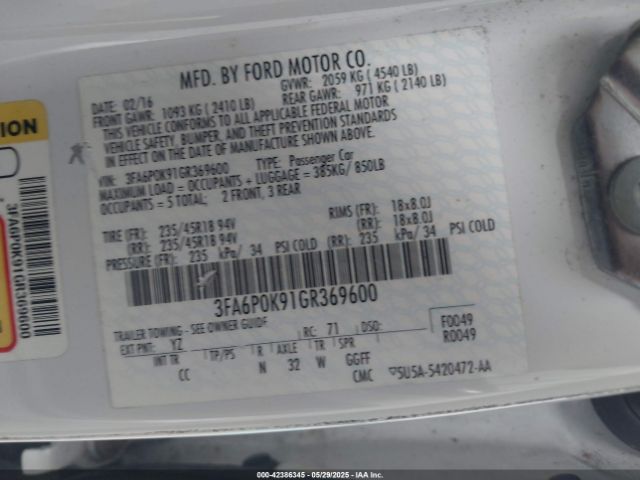 MFD. BY FORD MOTOR CO.
DATE: 02/16 GVWR: 2059 KG ( 4540 LB)
FRONT GAWR: 1093 KG ( 2410 LB) REAR GAWR: 971 KG ( 2140 LB)
THIS VEHICLE CONFORMS TO ALL APPLICABLE FEDERAL MOTOR
VEHICLE SAFETY, BUMPER, AND THEFT PREVENTION STANDARDS
IN EFFECT ON THE DATE OF MANUFACTURE SHOWN ABOVE.
VIN: 3FA6P0K91GR369600 TYPE: Passenger Car
MAXIMUM LOAD = OCCUPANTS + LUGGAGE = 385KG/ 850LB
OCCUPANTS = 5 TOTAL: 2 FRONT, 3 REAR
TIRE (FR): 235/45R18 94V RIMS (FR): 18x8.0J
(RR): 235/45R18 94V (RR): 18x8.0J
PRESSURE (FR): 235 kPa/ 34 PSI COLD (RR): 235 kPa/ 34 PSI COLD
3FA6P0K91GR369600
TRAILER TOWING - SEE OWNER GUIDE
EXT PNT: YZ RC: 71 DSO: F0049
R0049
INT TR TP/PS R AXLE TR SPR
CC N 32 W GGFF
CMC 5U5A-5420472-AA
TION
3FA6P0K91GR369600
000-42386345 - 05/29/2025 - IAAI, Inc.